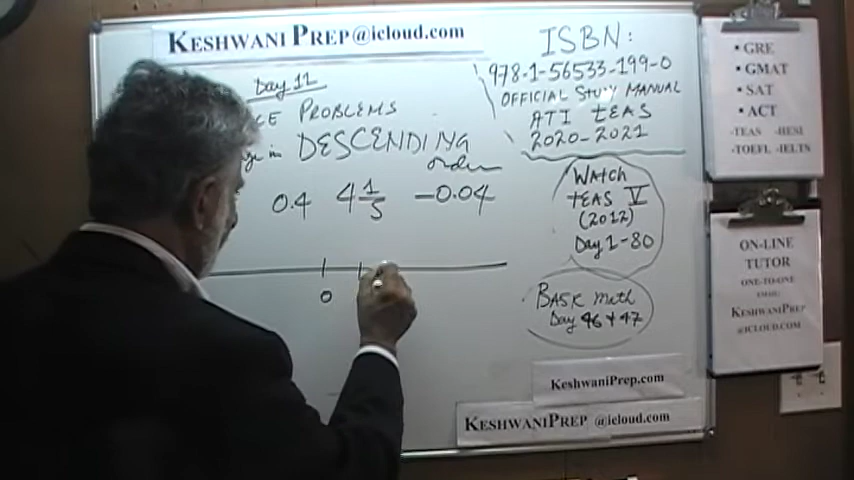 KESHWANI PREP@icloud.com
Day 11
PROBLEMS
in DESCENDING
order
0.4 4 1/5 -0.04
0
ISBN:
978-1-56533-199-0
OFFICIAL STUDY MANUAL
ATI TEAS
2020-2021
WATCH
TEAS V
(2012)
Day 1-80
BASK Math
Day 46 + 47
KESHWANIPREP.COM
KESHWANIPREP @icloud.com
• GRE
• GMAT
• SAT
• ACT
-TEAS -HESI
-TOEFL -IELTS
ON-LINE
TUTOR
ONE-TO-ONE
EMAIL:
KESHWANIPREP
@ICLOUD.COM